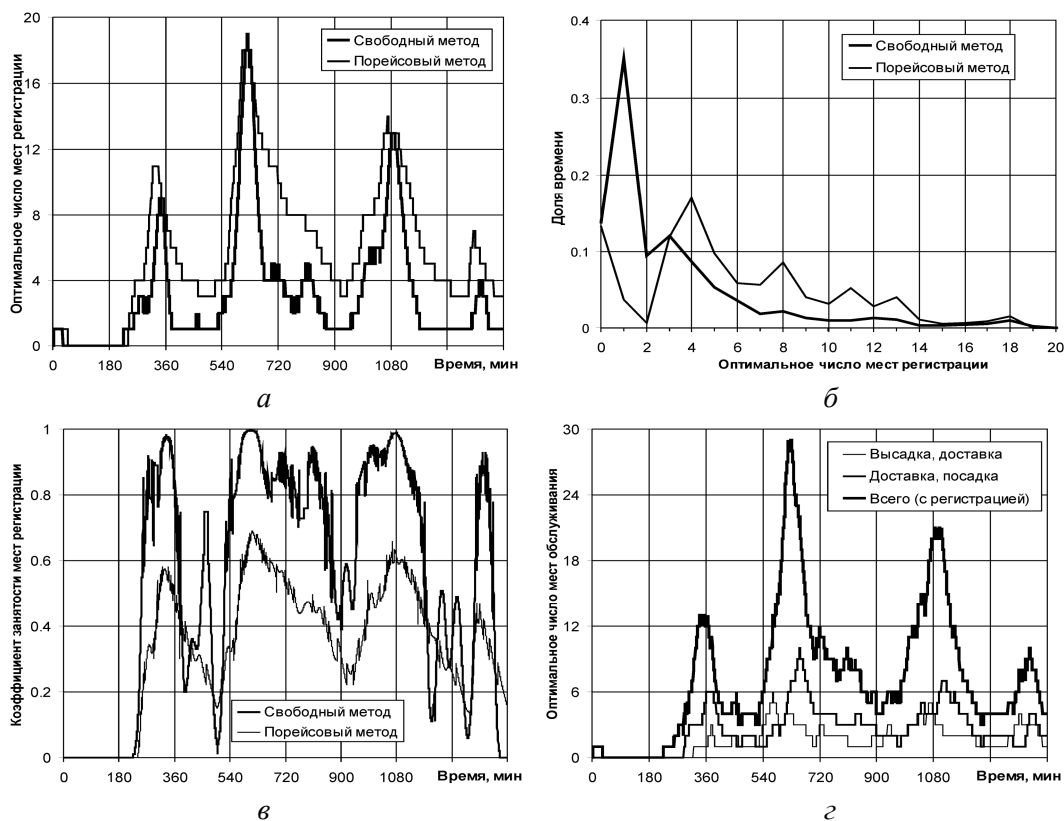 Оптимальное число мест регистрации
20
16
12
8
4
0
Свободный метод
Порейсовый метод
0 180 360 540 720 900 1080 Время, мин
а
Доля времени
0.4
0.3
0.2
0.1
0
Свободный метод
Порейсовый метод
0 2 4 6 8 10 12 14 16 18 20
Оптимальное число мест регистрации
б
Коэффициент занятости мест регистрации
1
0.8
0.6
0.4
0.2
0
Свободный метод
Порейсовый метод
0 180 360 540 720 900 1080 Время, мин
в
Оптимальное число мест обслуживания
30
24
18
12
6
0
Высадка, доставка
Доставка, посадка
Всего (с регистрацией)
0 180 360 540 720 900 1080 Время, мин
г